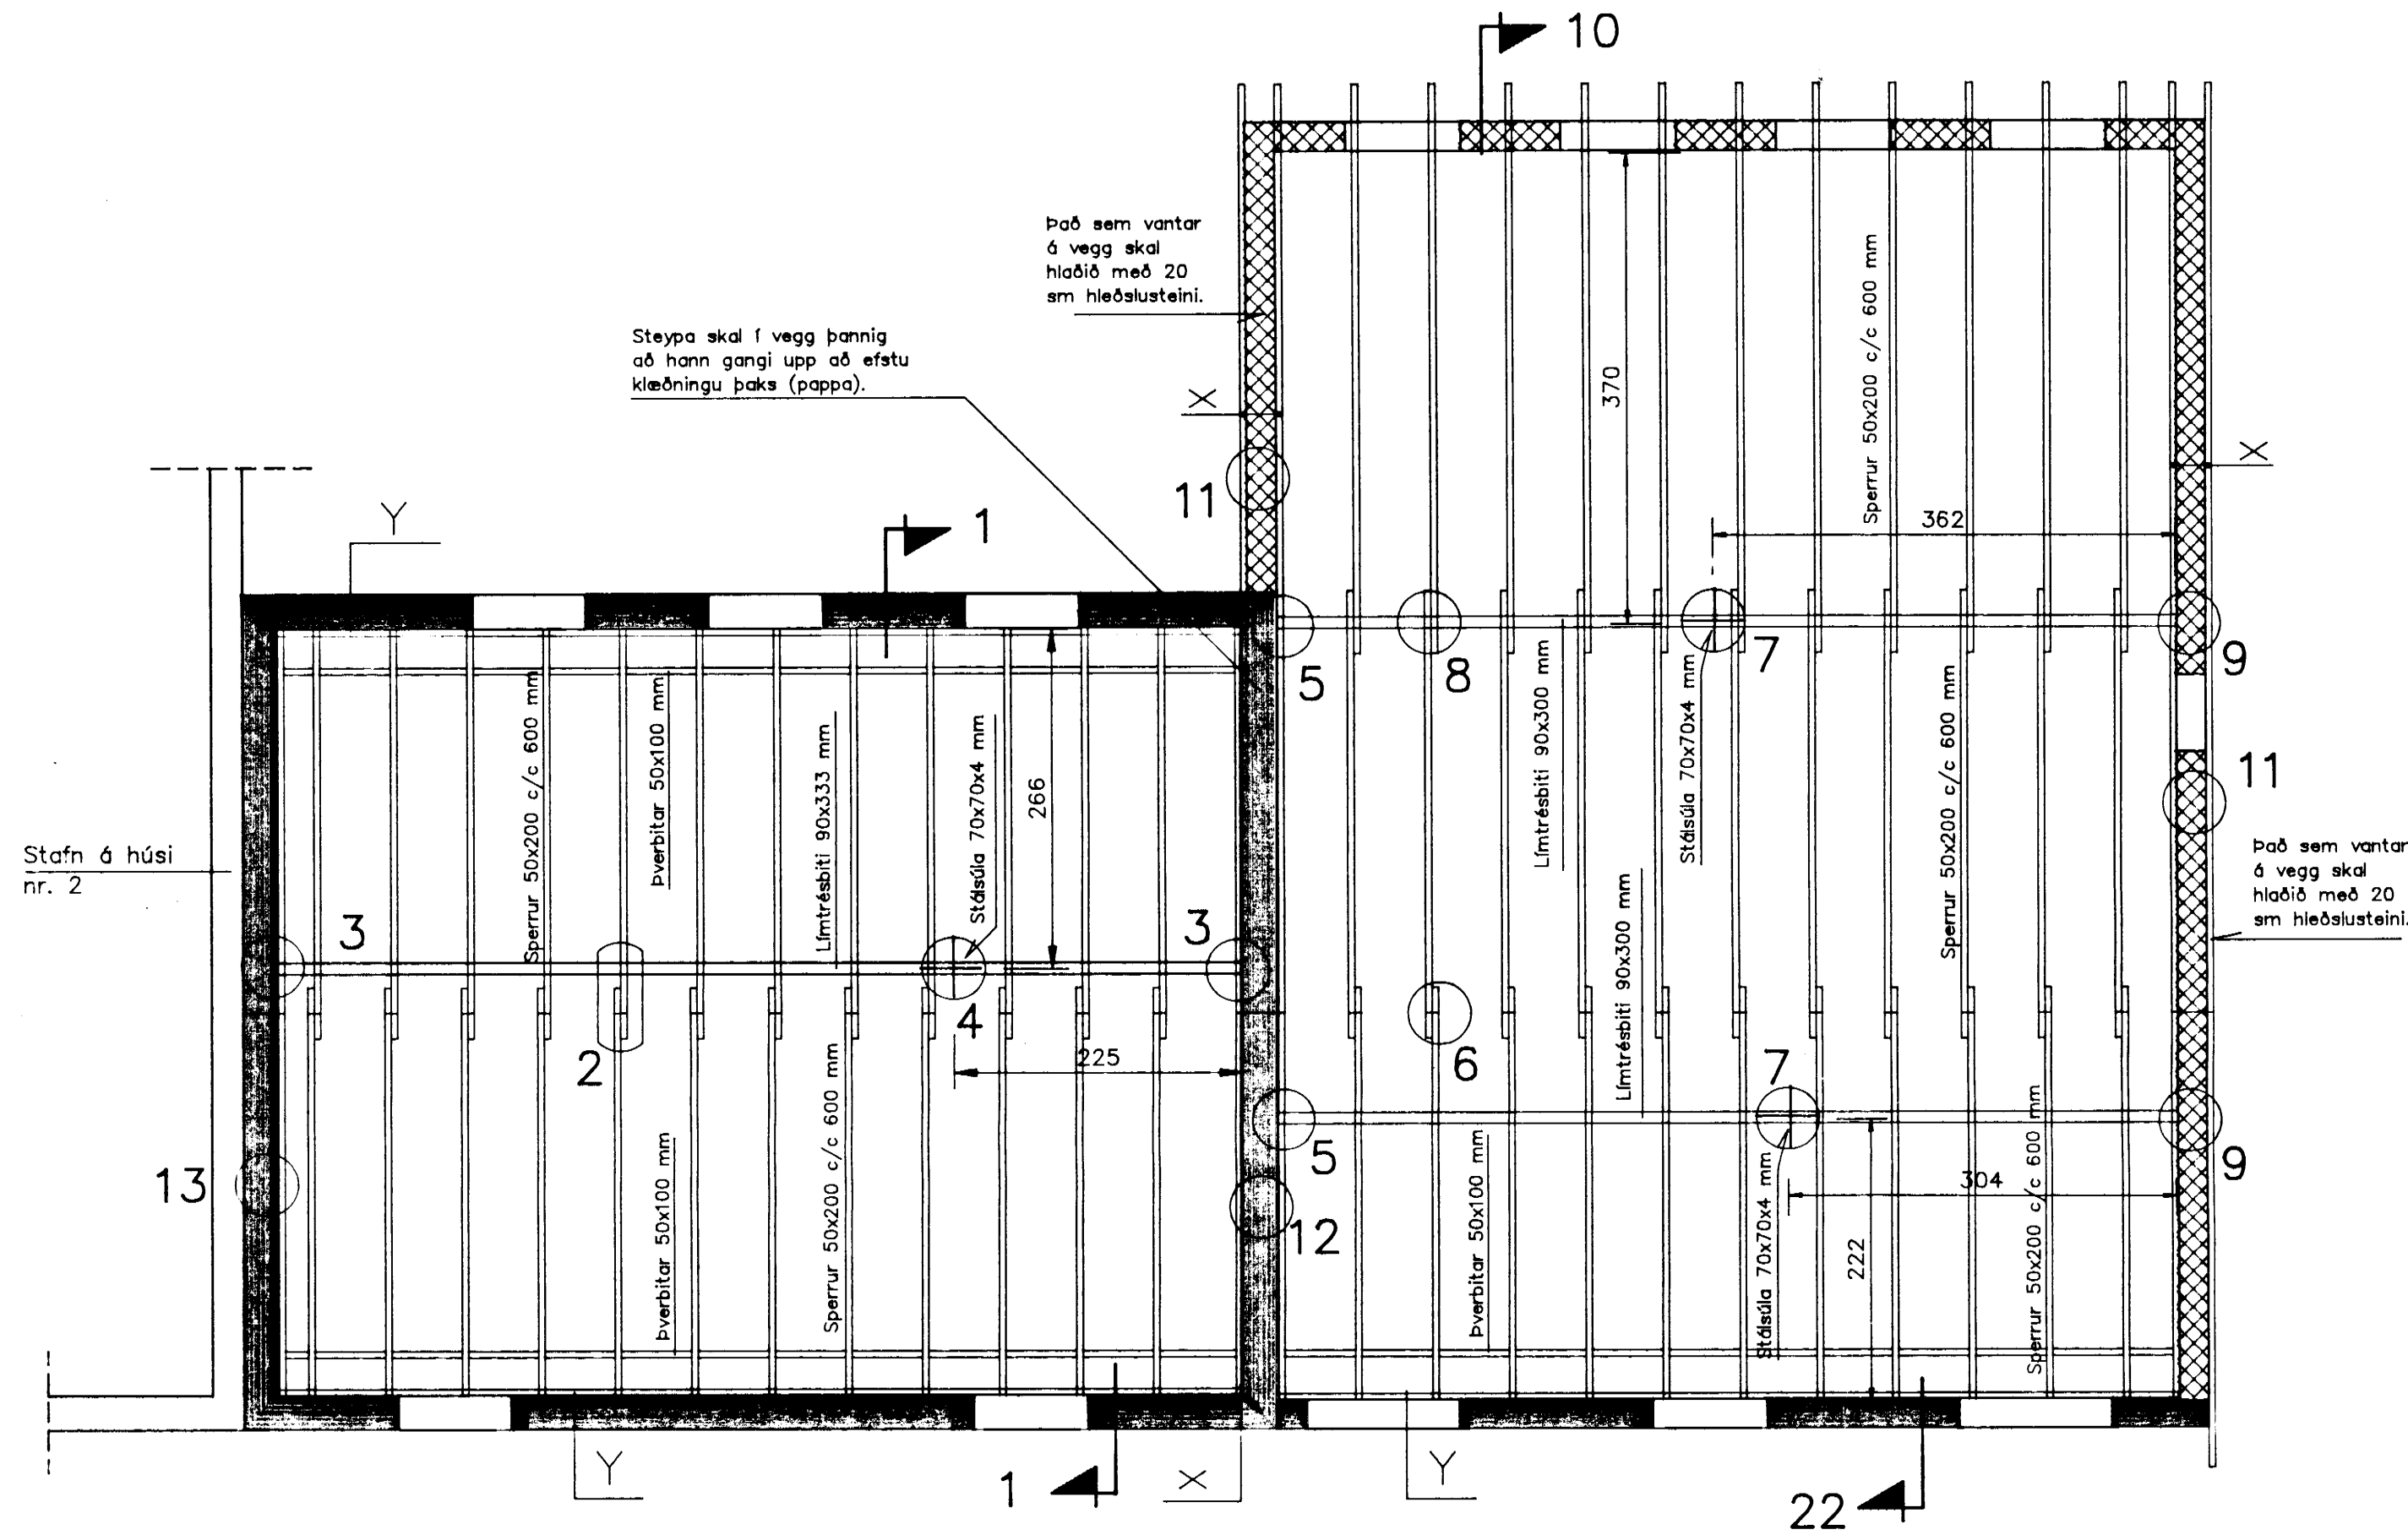 10
Það sem vantar
á vegg skal
hlaðið með 20
sm hleðslusteini.
Steypa skal í vegg þannig
að hann gangi upp að efstu
klæðningu þaks (pappa).
X
370
Sperrur 50x200 c/c 600 mm
X
11
Y
1
362
5
8
7
9
Sperrur 50x200 c/c 600 mm
Þverbitar 50x100 mm
Límtrésbiti 90x333 mm
Stálsúla 70x70x4 mm
266
Límtrésbiti 90x300 mm
Stálsúla 70x70x4 mm
Sperrur 50x200 c/c 600 mm
11
Stafn á húsi
nr. 2
Það sem vantar
á vegg skal
hlaðið með 20
sm hleðslusteini.
3
3
Límtrésbiti 90x300 mm
4
2
225
6
7
13
Þverbitar 50x100 mm
Sperrur 50x200 c/c 600 mm
5
12
Þverbitar 50x100 mm
Stálsúla 70x70x4 mm
222
304
Sperrur 50x200 c/c 600 mm
9
Y
1
X
Y
22